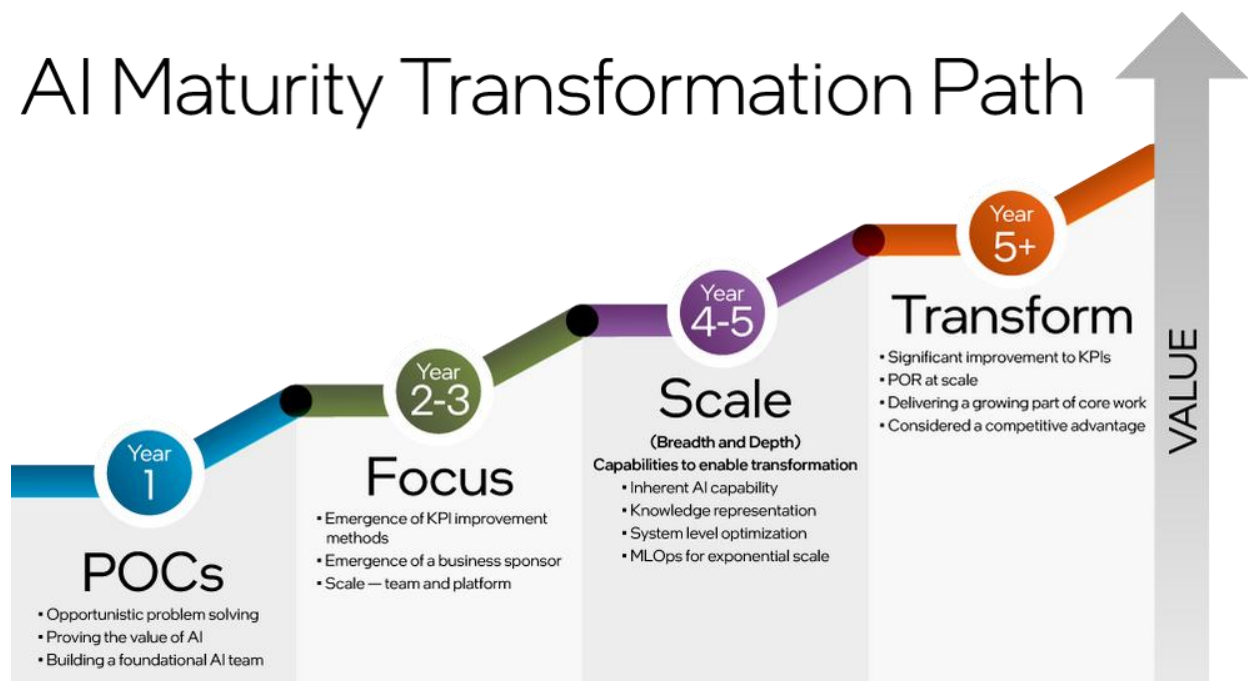 AI Maturity Transformation Path
Year
1
POCs
▪ Opportunistic problem solving
▪ Proving the value of AI
▪ Building a foundational AI team
Year
2-3
Focus
▪ Emergence of KPI improvement
methods
▪ Emergence of a business sponsor
▪ Scale — team and platform
Year
4-5
Scale
(Breadth and Depth)
Capabilities to enable transformation
▪ Inherent AI capability
▪ Knowledge representation
▪ System level optimization
▪ MLOps for exponential scale
Year
5+
Transform
▪ Significant improvement to KPIs
▪ POR at scale
▪ Delivering a growing part of core work
▪ Considered a competitive advantage
VALUE